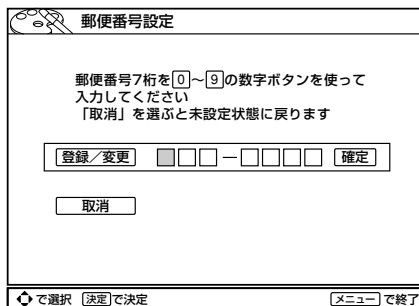 郵便番号設定
郵便番号7桁を0～9の数字ボタンを使って
入力してください
「取消」を選ぶと未設定状態に戻ります
登録／変更 □□□－□□□□ 確定
取消
で選択 決定で決定 メニューで終了